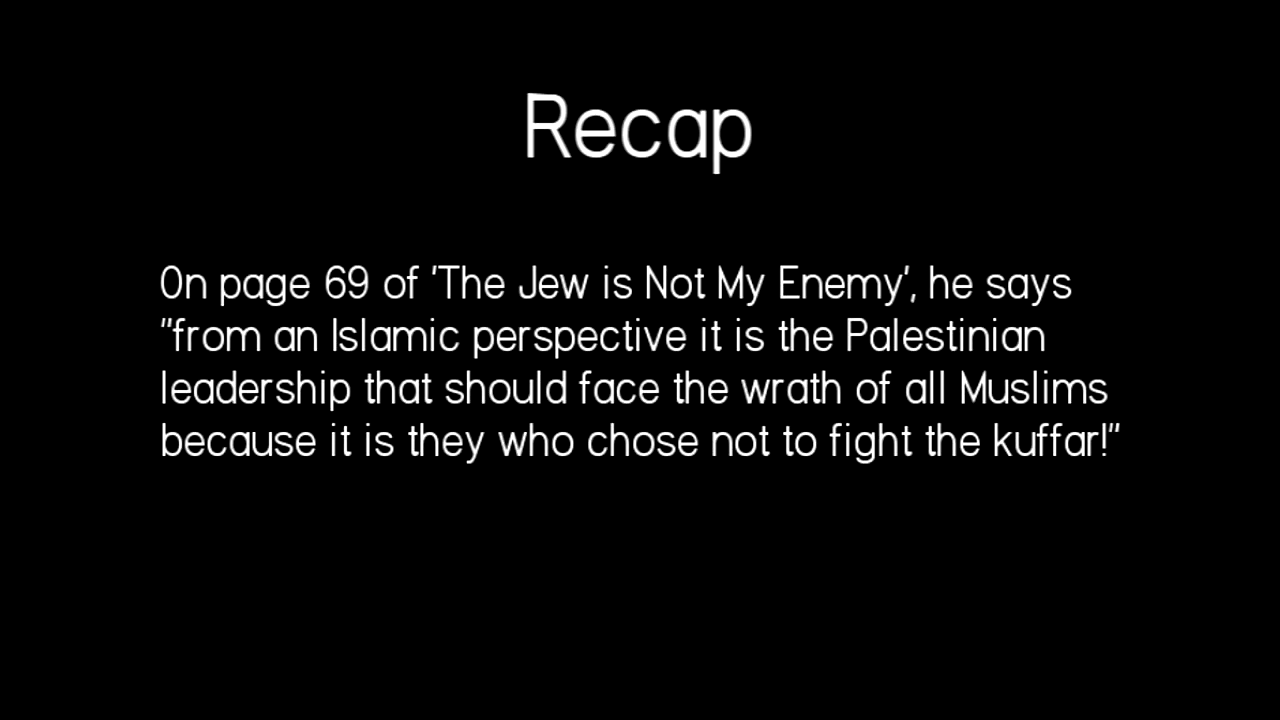 Recap
On page 69 of 'The Jew is Not My Enemy', he says
"from an Islamic perspective it is the Palestinian
leadership that should face the wrath of all Muslims
because it is they who chose not to fight the kuffar!"